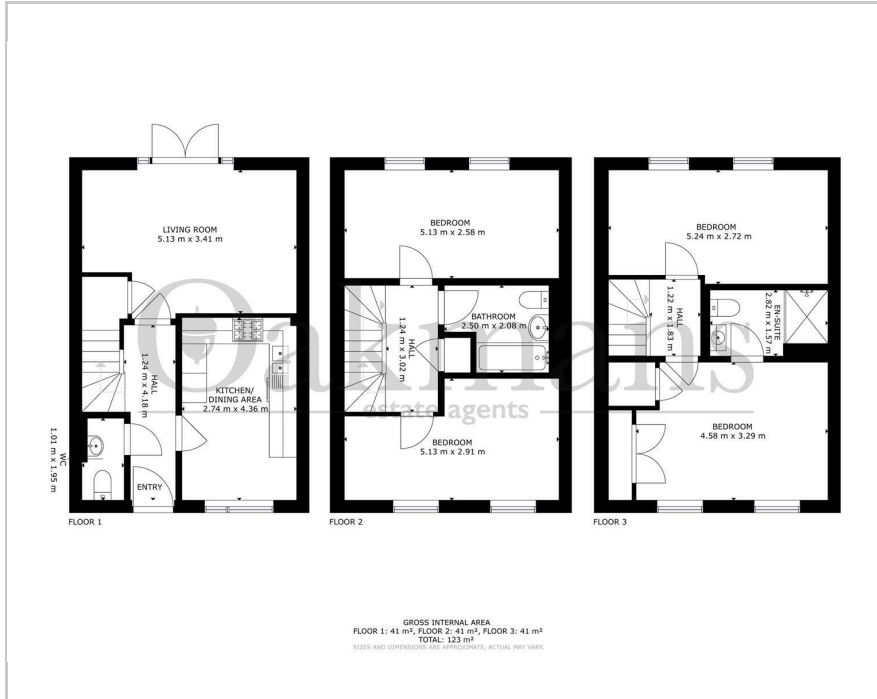 LIVING ROOM
5.13 m x 3.41 m
HALL
1.24 m x 4.18 m
KITCHEN/
DINING AREA
2.74 m x 4.36 m
WC
1.01 m x 1.95 m
ENTRY
FLOOR 1
BEDROOM
5.13 m x 2.58 m
BATHROOM
2.50 m x 2.08 m
HALL
1.24 m x 3.02 m
BEDROOM
5.13 m x 2.91 m
FLOOR 2
BEDROOM
5.24 m x 2.72 m
HALL
1.22 m x 1.83 m
EN-SUITE
2.82 m x 1.57 m
BEDROOM
4.58 m x 3.29 m
FLOOR 3
Oakmans
estate agents
GROSS INTERNAL AREA
FLOOR 1: 41 m², FLOOR 2: 41 m², FLOOR 3: 41 m²
TOTAL: 123 m²
SIZES AND DIMENSIONS ARE APPROXIMATE, ACTUAL MAY VARY.